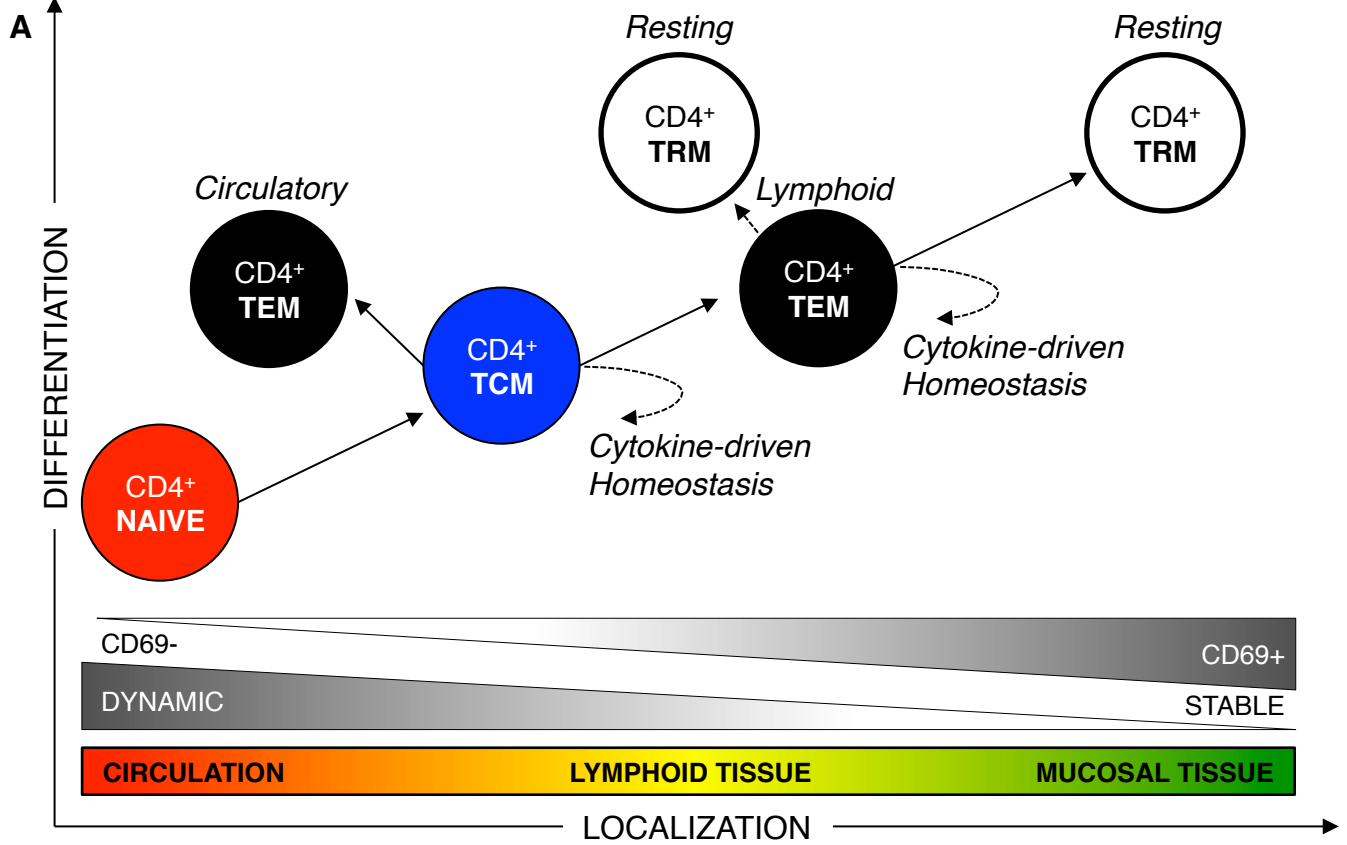 A
Resting
Resting
CD4+
TRM
CD4+
TRM
Circulatory
Lymphoid
CD4+
TEM
CD4+
TEM
CD4+
TCM
Cytokine-driven
Homeostasis
Cytokine-driven
Homeostasis
CD4+
NAIVE
DIFFERENTIATION
CD69-
CD69+
DYNAMIC
STABLE
CIRCULATION
LYMPHOID TISSUE
MUCOSAL TISSUE
LOCALIZATION